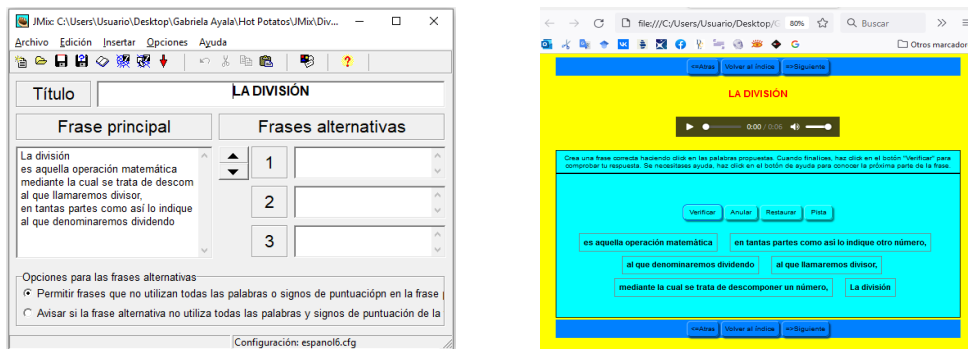 JMix: C:\Users\Usuario\Desktop\Gabriela Ayala\Hot Potatos\JMix\Div...
Archivo Edición Insertar Opciones Ayuda
Título
LA DIVISIÓN
Frase principal
Frases alternativas
La división
es aquella operación matemática
mediante la cual se trata de descom
al que llamaremos divisor,
en tantas partes como así lo indique
al que denominaremos dividendo
1
2
3
Opciones para las frases alternativas
Permitir frases que no utilizan todas las palabras o signos de puntuaciópn en la frase
Avisar si la frase alternativa no utiliza todas las palabras y signos de puntuación de la
Configuración: espanol6.cfg
file:///C:/Users/Usuario/Desktop/G
80%
Buscar
Otros marcador
<=Atras Volver al índice =>Siguiente
LA DIVISIÓN
0:00 / 0:06
Crea una frase correcta haciendo click en las palabras propuestas. Cuando finalices, haz click en el botón "Verificar" para
comprobar tu respuesta. Se necesitases ayuda, haz click en el botón de ayuda para conocer la próxima parte de la frase.
Verificar Anular Restaurar Pista
es aquella operación matemática en tantas partes como así lo indique otro número,
al que denominaremos dividendo al que llamaremos divisor,
mediante la cual se trata de descomponer un número, La división
<=Atras Volver al índice =>Siguiente